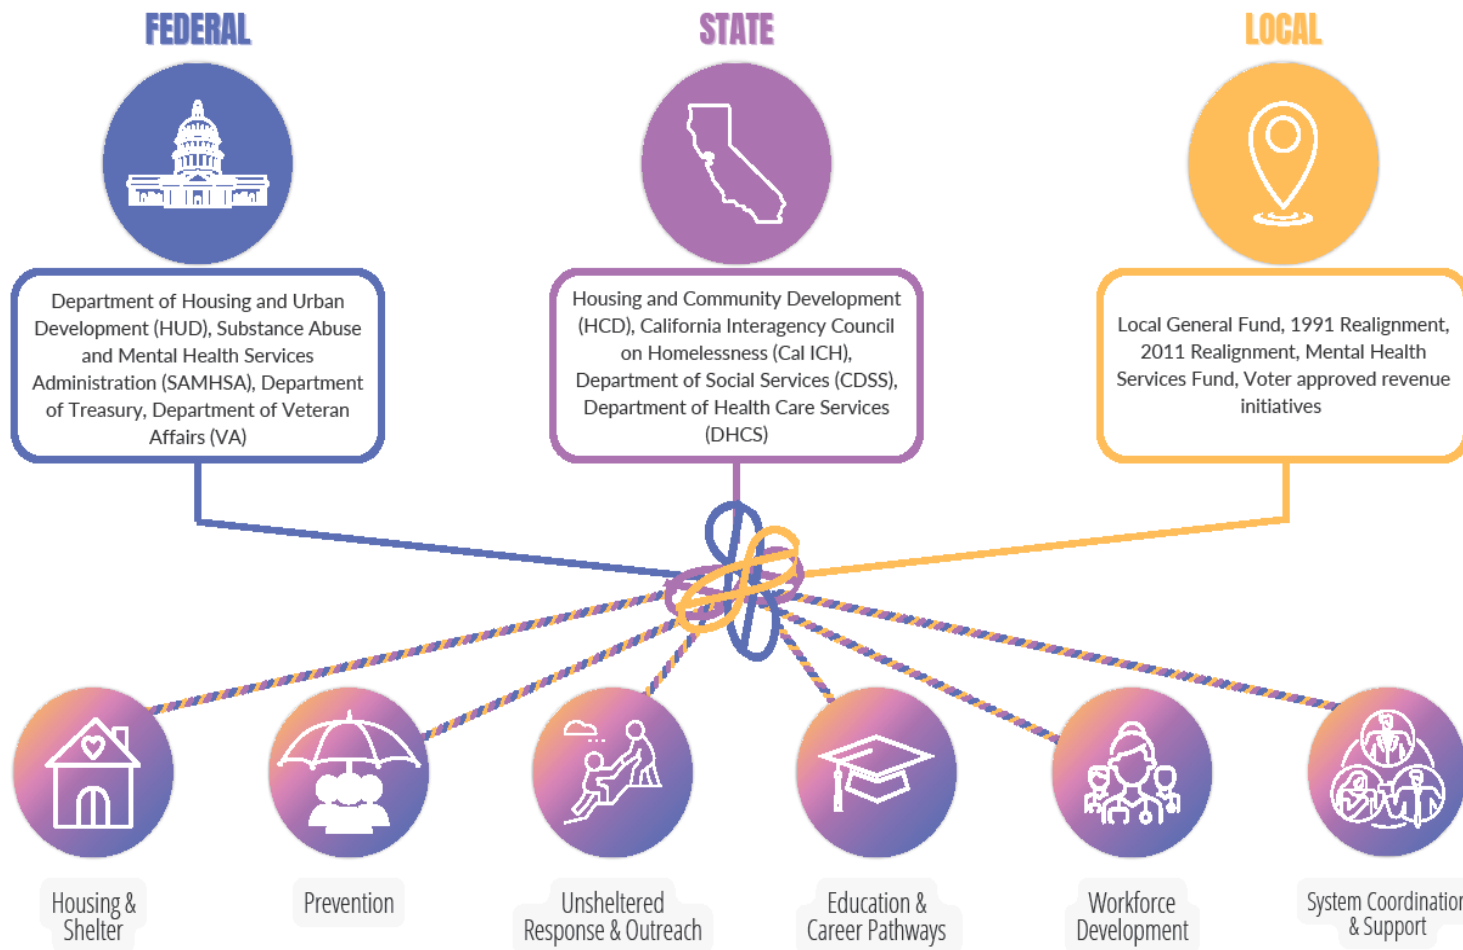 FEDERAL
STATE
LOCAL
Department of Housing and Urban
Development (HUD), Substance Abuse
and Mental Health Services
Administration (SAMHSA), Department
of Treasury, Department of Veteran
Affairs (VA)
Housing and Community Development
(HCD), California Interagency Council
on Homelessness (Cal ICH),
Department of Social Services (CDSS),
Department of Health Care Services
(DHCS)
Local General Fund, 1991 Realignment,
2011 Realignment, Mental Health
Services Fund, Voter approved revenue
initiatives
Housing &
Shelter
Prevention
Unsheltered
Response & Outreach
Education &
Career Pathways
Workforce
Development
System Coordination
& Support